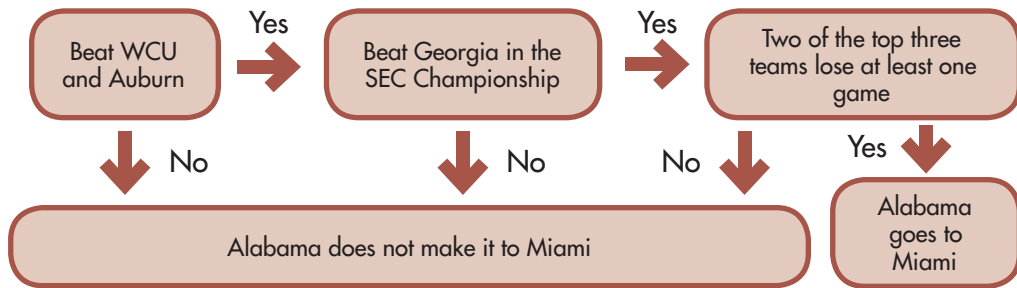 Yes
Yes
Beat WCU
and Auburn
Beat Georgia in the
SEC Championship
Two of the top three
teams lose at least one
game
No
No
No
Yes
Alabama does not make it to Miami
Alabama
goes to
Miami